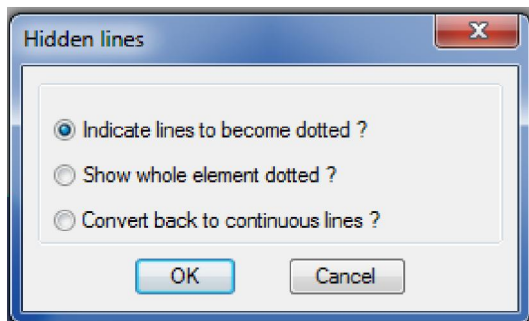 Hidden lines
Indicate lines to become dotted ?
Show whole element dotted ?
Convert back to continuous lines ?
OK Cancel